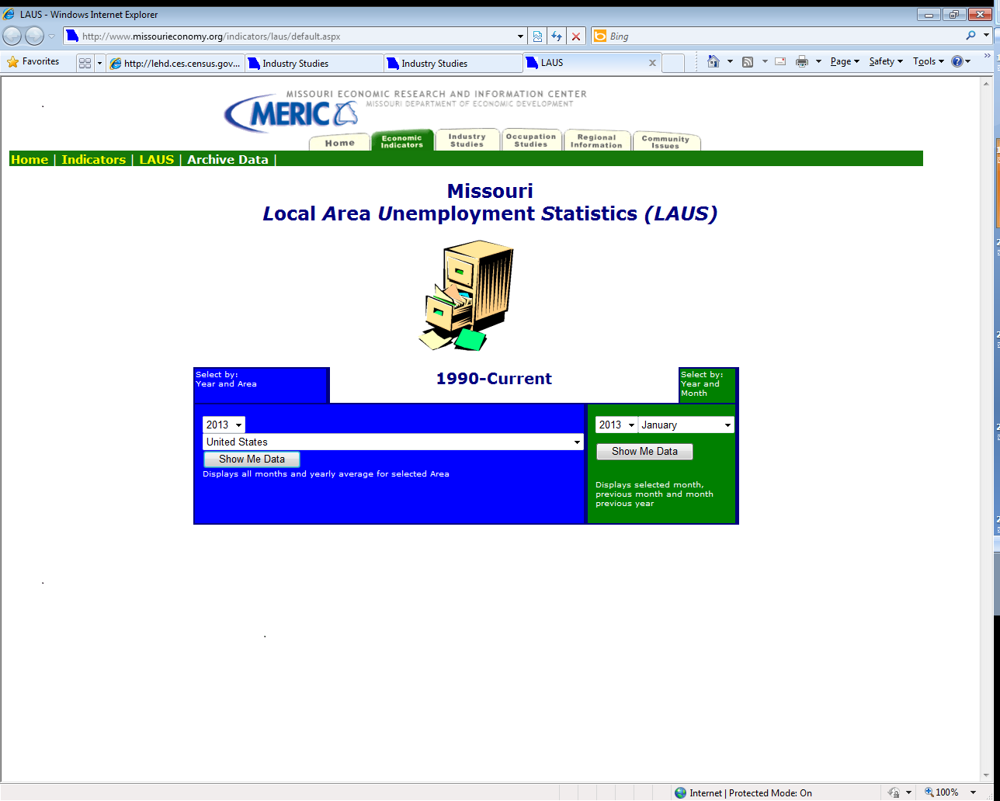 LAUS - Windows Internet Explorer
http://www.missourieconomy.org/indicators/laus/default.aspx
Bing
Favorites
http://lehd.ces.census.gov...
Industry Studies
Industry Studies
LAUS
Page
Safety
Tools
MISSOURI ECONOMIC RESEARCH AND INFORMATION CENTER
MISSOURI DEPARTMENT OF ECONOMIC DEVELOPMENT
MERIC
Home
Economic Indicators
Industry Studies
Occupation Studies
Regional Information
Community Issues
Home | Indicators | LAUS | Archive Data |
Missouri
Local Area Unemployment Statistics (LAUS)
Select by:
Year and Area
1990-Current
Select by:
Year and
Month
2013
United States
Show Me Data
Displays all months and yearly average for selected Area
2013 January
Show Me Data
Displays selected month,
previous month and month
previous year
Internet | Protected Mode: On
100%